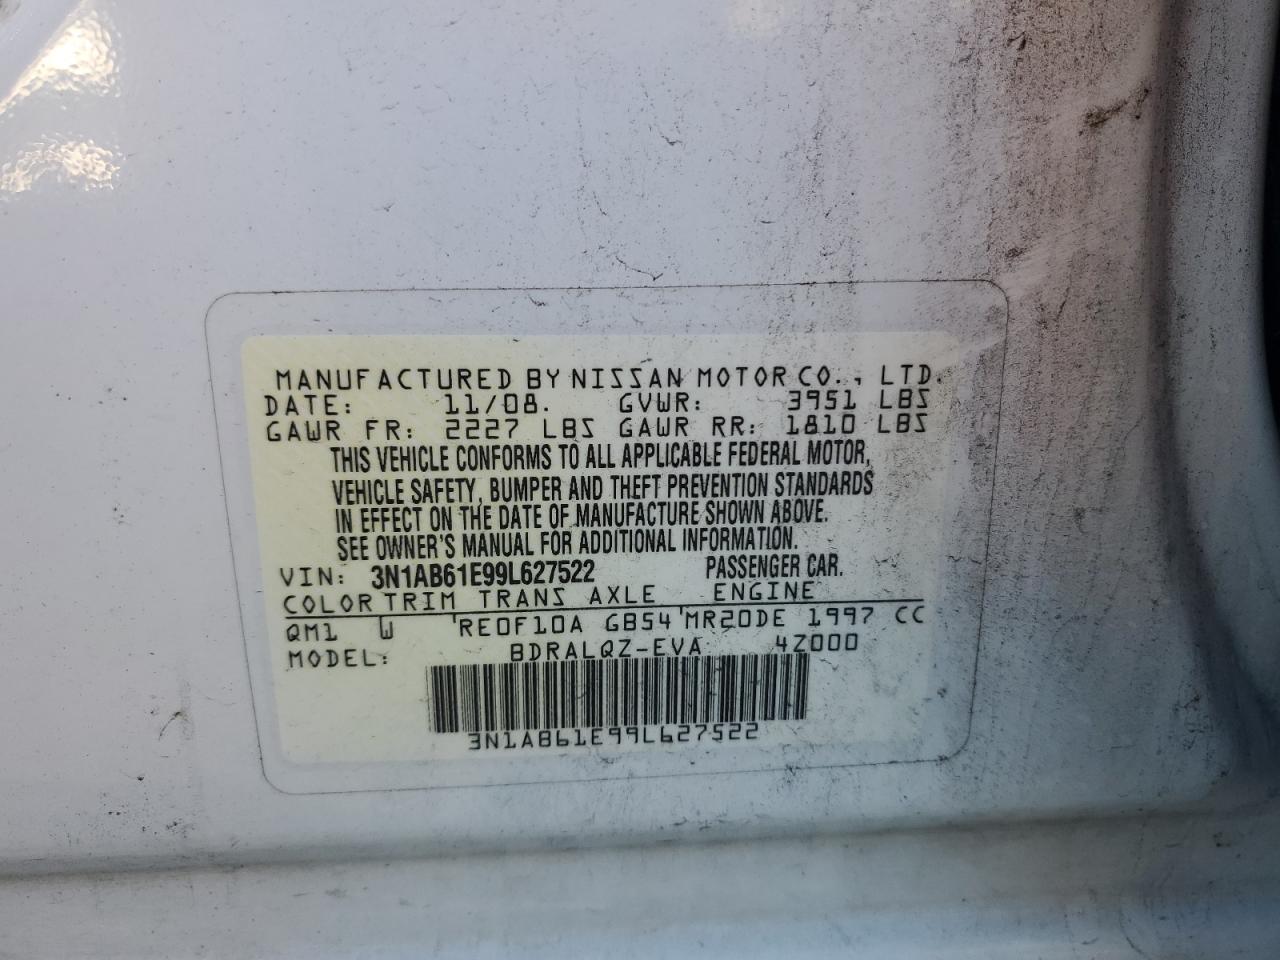 MANUFACTURED BY NISSAN MOTOR CO., LTD.
DATE: 11/08. GVWR: 3951 LBS
GAWR FR: 2227 LBS GAWR RR: 1810 LBS
THIS VEHICLE CONFORMS TO ALL APPLICABLE FEDERAL MOTOR,
VEHICLE SAFETY, BUMPER AND THEFT PREVENTION STANDARDS
IN EFFECT ON THE DATE OF MANUFACTURE SHOWN ABOVE.
SEE OWNER'S MANUAL FOR ADDITIONAL INFORMATION.
VIN: 3N1AB61E99L627522 PASSENGER CAR.
COLOR TRIM TRANS AXLE ENGINE
QM1 W RE0F10A GB54 MR20DE 1997 CC
MODEL: BDRALQZ-EVA 4Z000
3N1AB61E99L627522